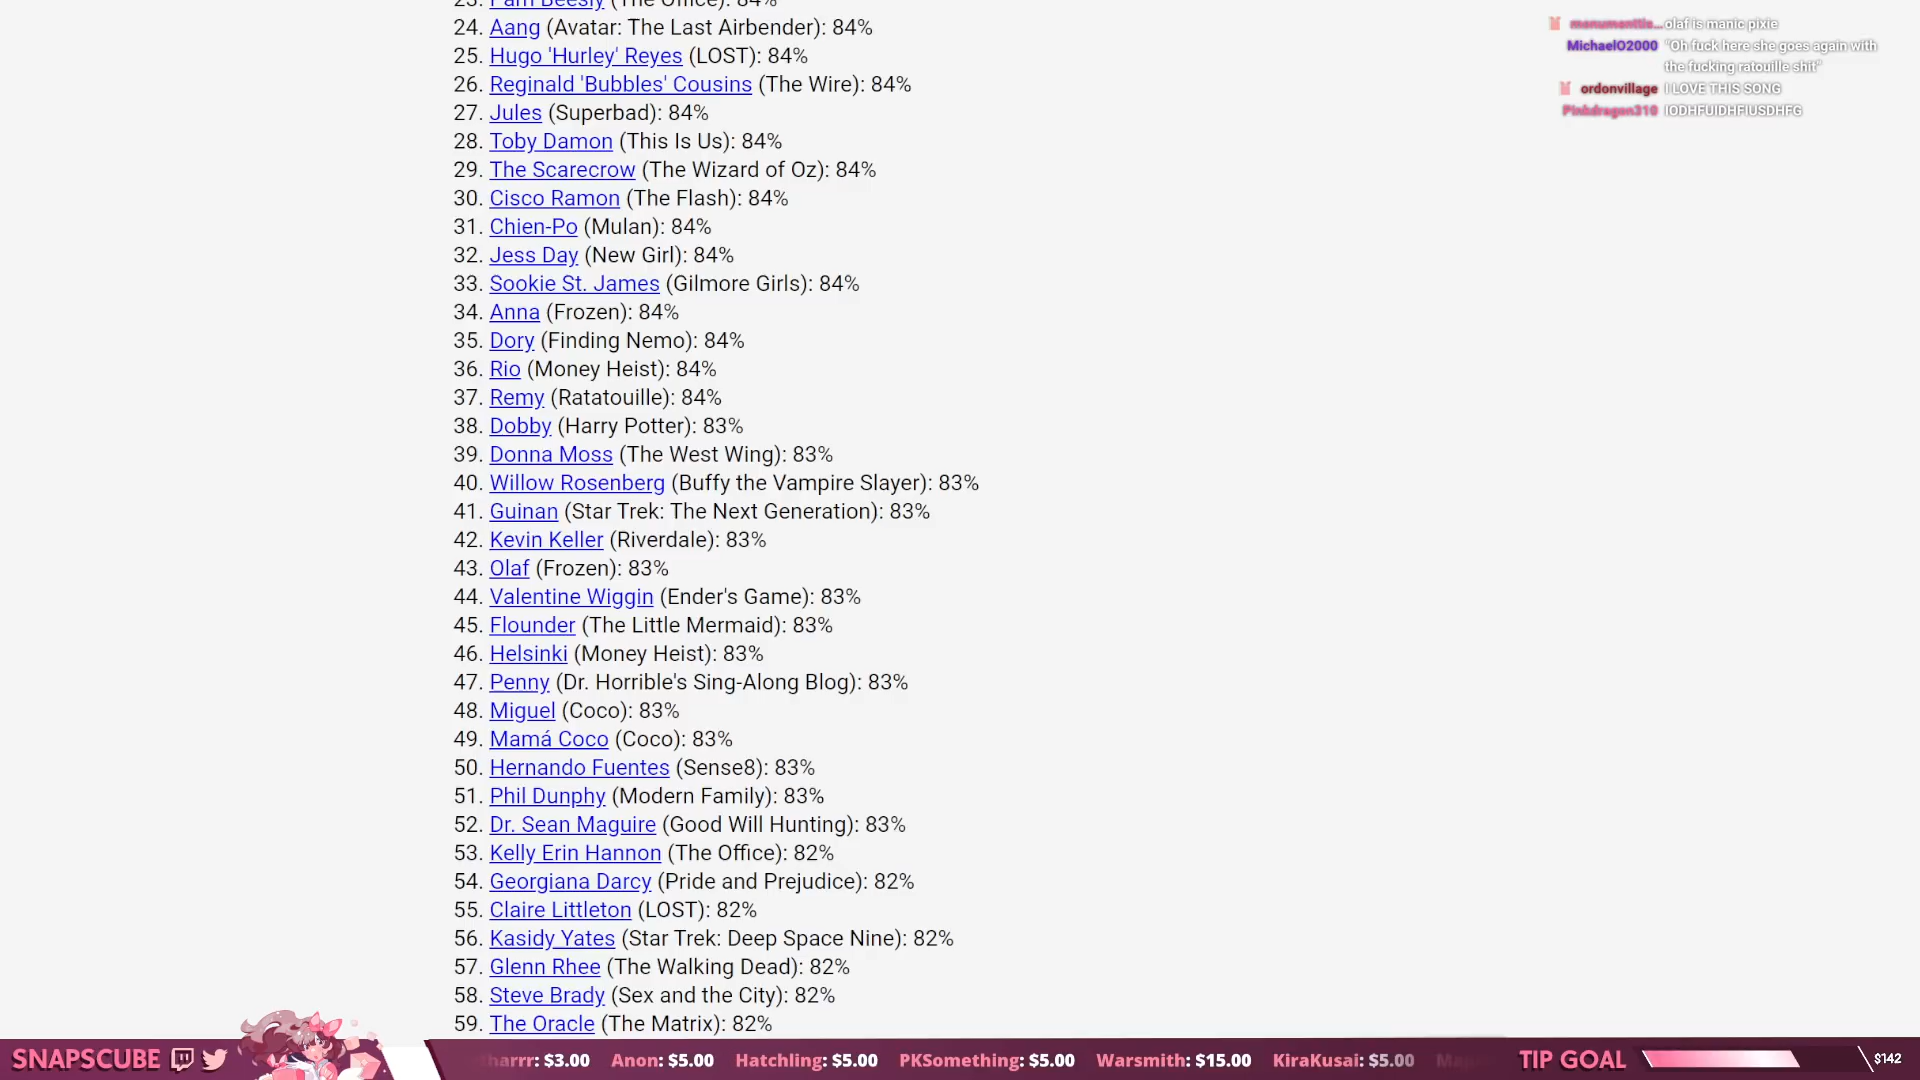 23. Pam Beesly (The Office): 84%
24. Aang (Avatar: The Last Airbender): 84%
25. Hugo 'Hurley' Reyes (LOST): 84%
26. Reginald 'Bubbles' Cousins (The Wire): 84%
27. Jules (Superbad): 84%
28. Toby Damon (This Is Us): 84%
29. The Scarecrow (The Wizard of Oz): 84%
30. Cisco Ramon (The Flash): 84%
31. Chien-Po (Mulan): 84%
32. Jess Day (New Girl): 84%
33. Sookie St. James (Gilmore Girls): 84%
34. Anna (Frozen): 84%
35. Dory (Finding Nemo): 84%
36. Rio (Money Heist): 84%
37. Remy (Ratatouille): 84%
38. Dobby (Harry Potter): 83%
39. Donna Moss (The West Wing): 83%
40. Willow Rosenberg (Buffy the Vampire Slayer): 83%
41. Guinan (Star Trek: The Next Generation): 83%
42. Kevin Keller (Riverdale): 83%
43. Olaf (Frozen): 83%
44. Valentine Wiggin (Ender's Game): 83%
45. Flounder (The Little Mermaid): 83%
46. Helsinki (Money Heist): 83%
47. Penny (Dr. Horrible's Sing-Along Blog): 83%
48. Miguel (Coco): 83%
49. Mamá Coco (Coco): 83%
50. Hernando Fuentes (Sense8): 83%
51. Phil Dunphy (Modern Family): 83%
52. Dr. Sean Maguire (Good Will Hunting): 83%
53. Kelly Erin Hannon (The Office): 82%
54. Georgiana Darcy (Pride and Prejudice): 82%
55. Claire Littleton (LOST): 82%
56. Kasidy Yates (Star Trek: Deep Space Nine): 82%
57. Glenn Rhee (The Walking Dead): 82%
58. Steve Brady (Sex and the City): 82%
59. The Oracle (The Matrix): 82%
olaf is manic pixie
MichaelO2000 "Oh fuck here she goes again with
the fucking ratouille shit"
ordonvillage I LOVE THIS SONG
Pinkdragon310 IODHFUIDHFIUSDHFG
SNAPSCUBE
harrr: $3.00 Anon: $5.00 Hatchling: $5.00 PKSomething: $5.00 Warsmith: $15.00 KiraKusai: $5.00
TIP GOAL $142